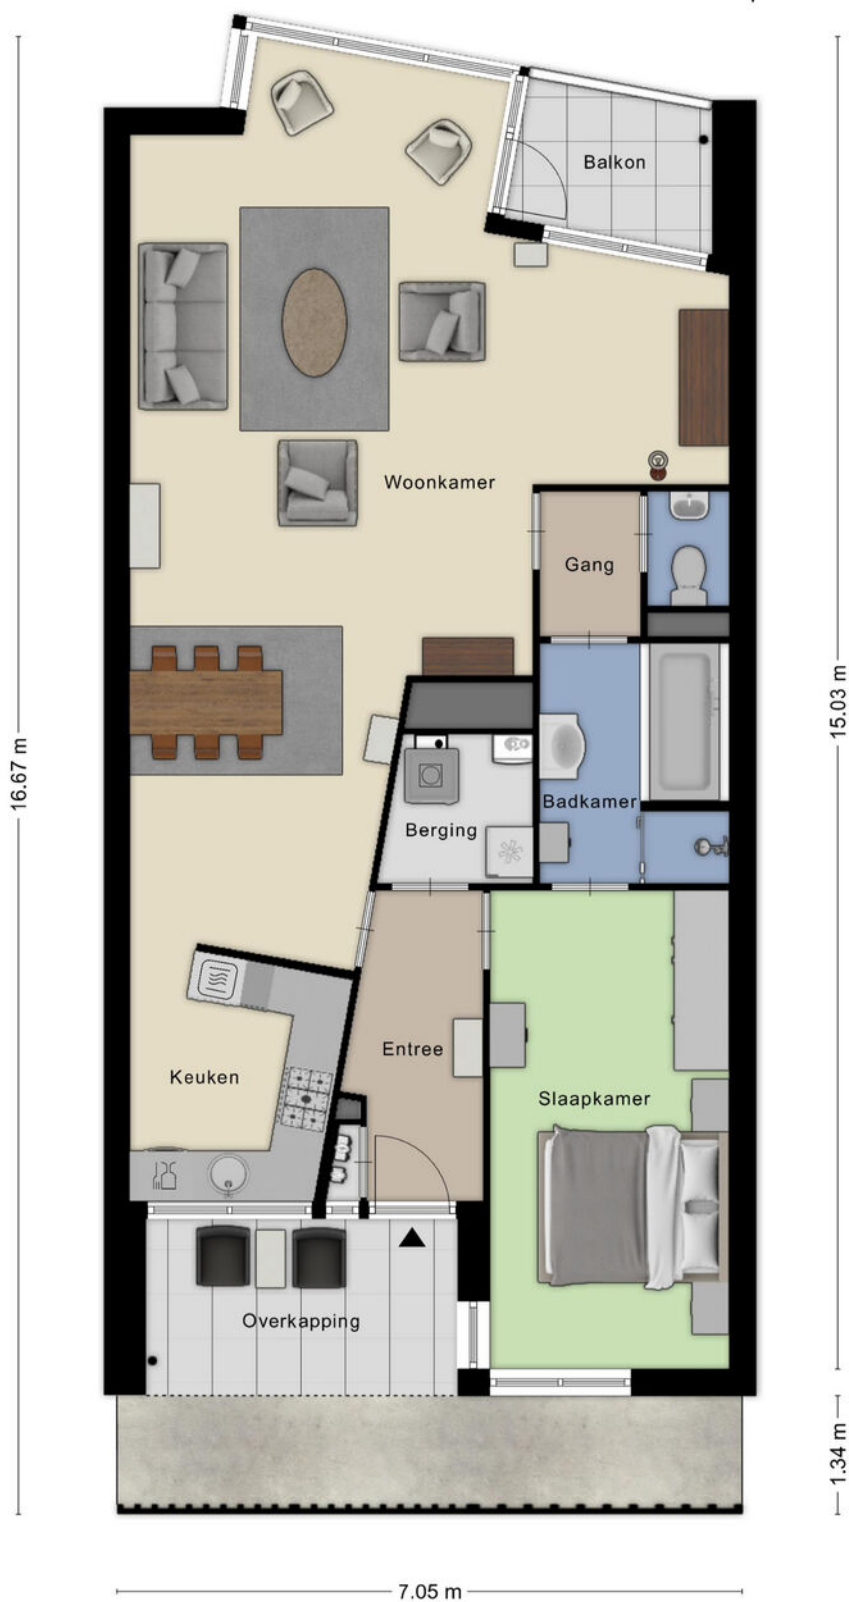 Balkon
Woonkamer
Gang
15.03 m
16.67 m
Badkamer
Berging
Entree
Keuken
Slaapkamer
Overkapping
1.34 m
7.05 m